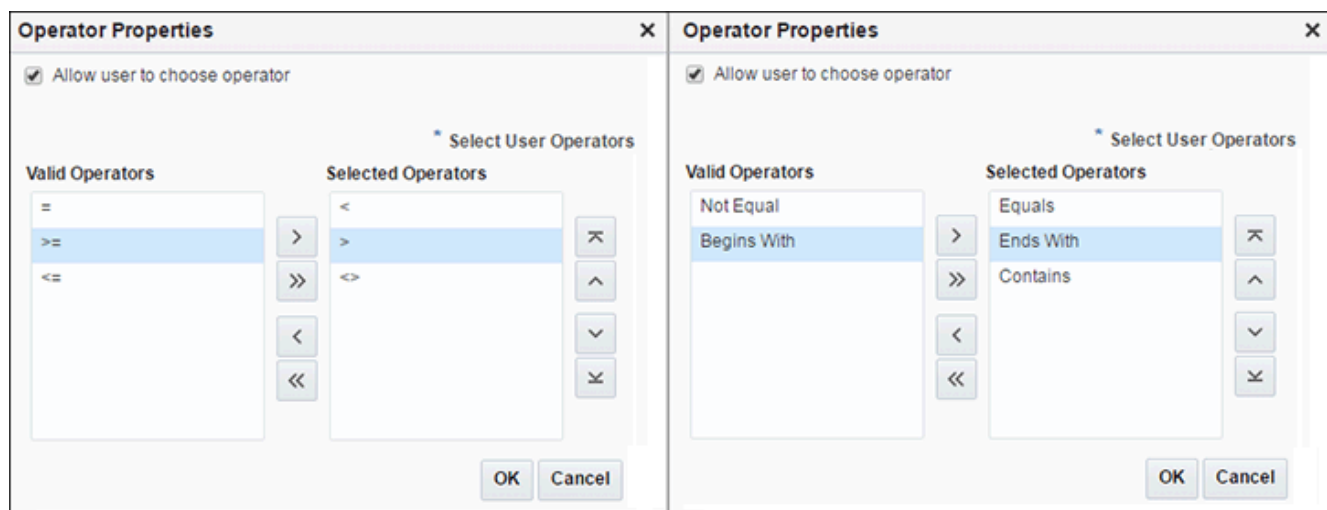 Operator Properties
Allow user to choose operator
* Select User Operators
Valid Operators
Selected Operators
=
>=
<=
<
>
<>
OK
Cancel
Operator Properties
Allow user to choose operator
* Select User Operators
Valid Operators
Selected Operators
Not Equal
Begins With
Equals
Ends With
Contains
OK
Cancel